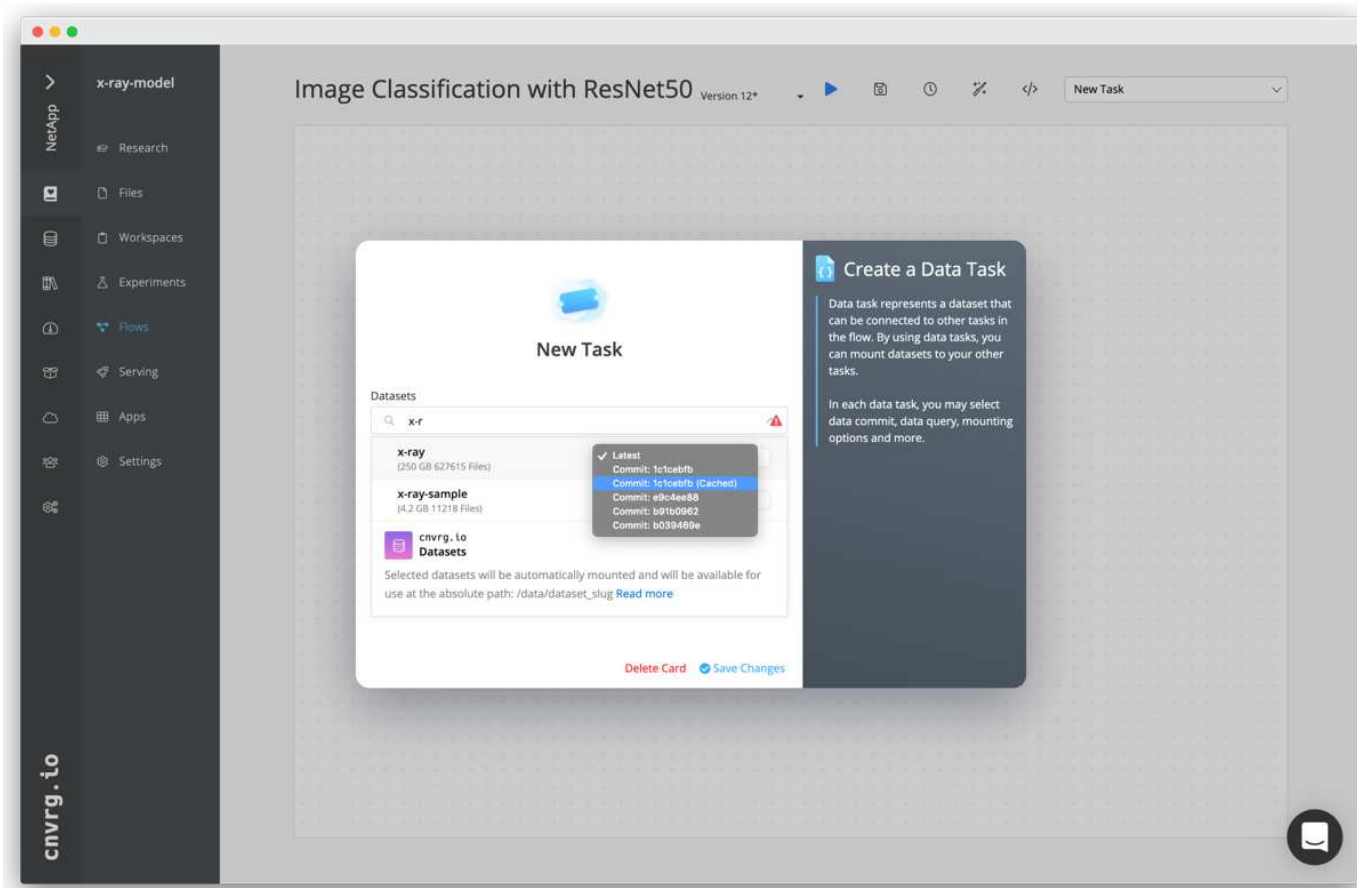 NetApp
cnvrg.io
x-ray-model
Research
Files
Workspaces
Experiments
Flows
Serving
Apps
Settings
Image Classification with ResNet50 Version 12*
New Task
New Task
Datasets
x-r
x-ray
(250 GB 627615 Files)
x-ray-sample
(4.2 GB 11218 Files)
✓ Latest
Commit: 1c1cebfb
Commit: 1c1cebfb (Cached)
Commit: e9c4ee88
Commit: b91b0962
Commit: b039469e
cnvrg.io
Datasets
Selected datasets will be automatically mounted and will be available for
use at the absolute path: /data/dataset_slug Read more
Delete Card
Save Changes
Create a Data Task
Data task represents a dataset that
can be connected to other tasks in
the flow. By using data tasks, you
can mount datasets to your other
tasks.
In each data task, you may select
data commit, data query, mounting
options and more.